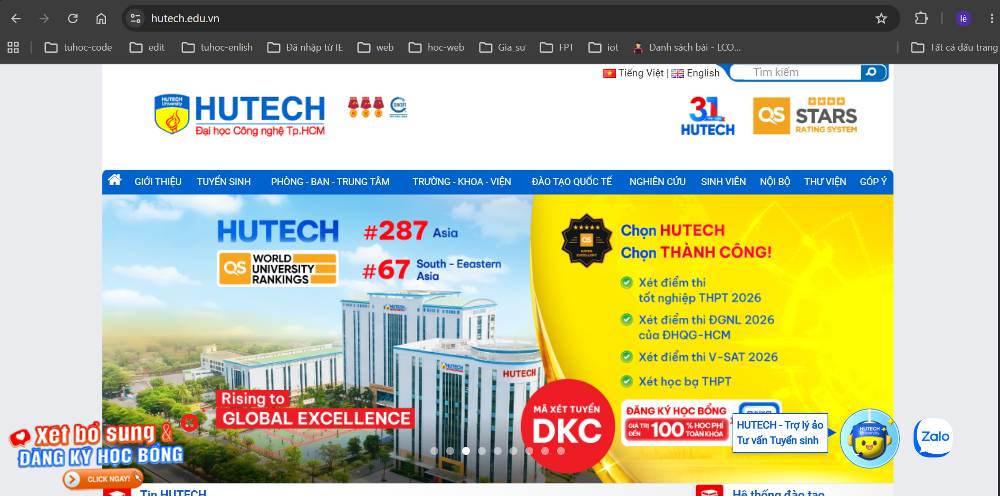 hutech.edu.vn
lê
tuhoc-code
edit
tuhoc-enlish
Đã nhập từ IE
web
hoc-web
Gia_sư
FPT
iot
Danh sách bài - LCO...
Tất cả dấu trang
Tiếng Việt | English
Tìm kiếm
HUTECH
University
HUTECH
Đại học Công nghệ Tp.HCM
31
HUTECH
QS STARS
RATING SYSTEM
GIỚI THIỆU
TUYỂN SINH
PHÒNG - BAN - TRUNG TÂM
TRƯỜNG - KHOA - VIỆN
ĐÀO TẠO QUỐC TẾ
NGHIÊN CỨU
SINH VIÊN
NỘI BỘ
THƯ VIỆN
GÓP Ý
HUTECH
#287 Asia
QS WORLD
UNIVERSITY
RANKINGS
#67 South - Eeastern
Asia
QS
RATED
EXCELLENT
Chọn HUTECH
Chọn THÀNH CÔNG!
Xét điểm thi
tốt nghiệp THPT 2026
Xét điểm thi ĐGNL 2026
của ĐHQG-HCM
Xét điểm thi V-SAT 2026
Xét học bạ THPT
HUTECH
HUTECH
HUTECH
Rising to
GLOBAL EXCELLENCE
MÃ XÉT TUYỂN
DKC
ĐĂNG KÝ HỌC BỔNG
GIÁ TRỊ
ĐẾN
100
% HỌC PHÍ
TOÀN KHÓA
HUTECH - Trợ lý ảo
Tư vấn Tuyển sinh
HUTECH
University
Zalo
Xét bổ sung &
ĐĂNG KÝ HỌC BỔNG
CLICK NGAY!
Tin HUTECH
Hệ thống đào tạo